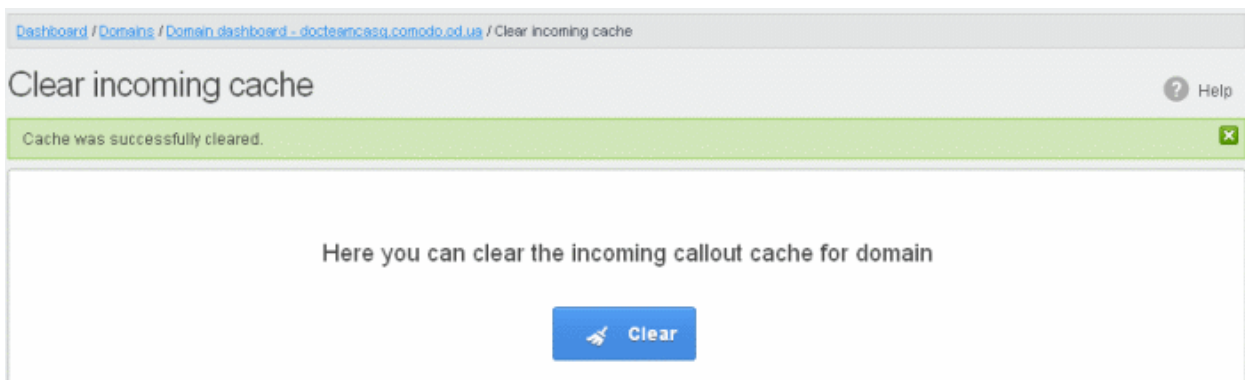 Dashboard / Domains / Domain dashboard - docteamcasg.comodo.od.ua / Clear incoming cache
Clear incoming cache
? Help
Cache was successfully cleared.
Here you can clear the incoming callout cache for domain
Clear